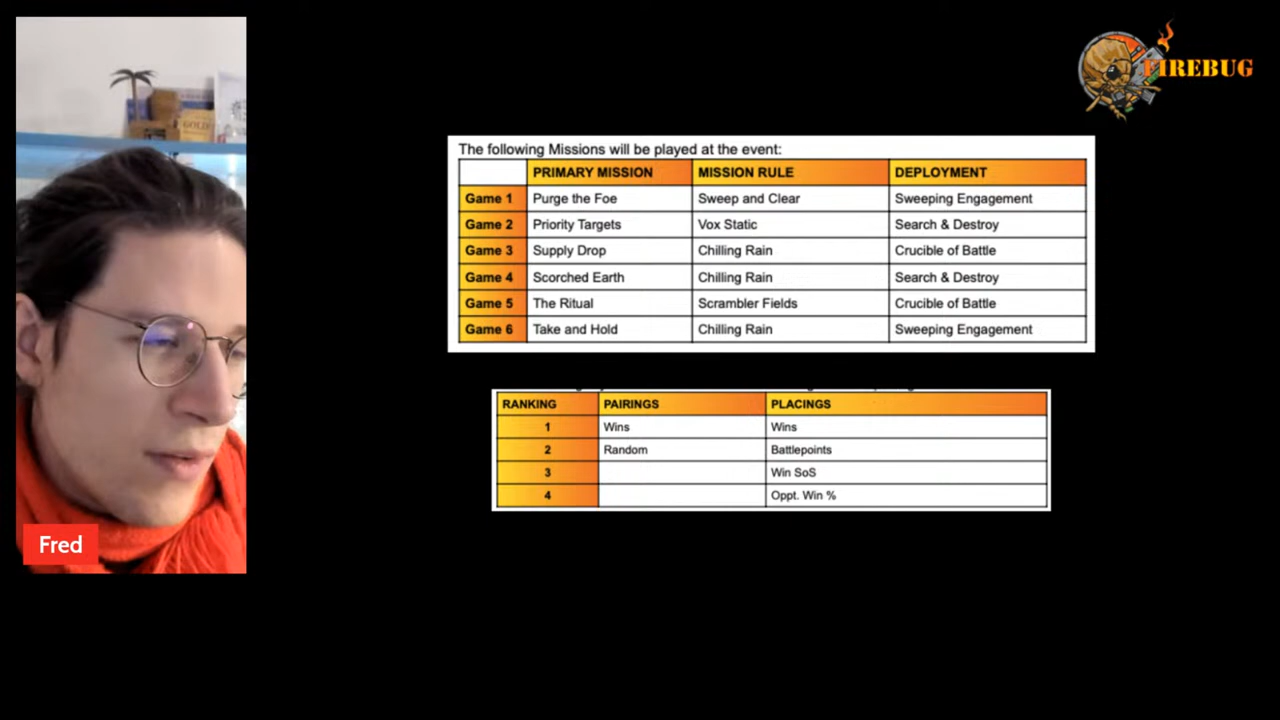 FIREBUG
The following Missions will be played at the event:
PRIMARY MISSION MISSION RULE DEPLOYMENT
Game 1 Purge the Foe Sweep and Clear Sweeping Engagement
Game 2 Priority Targets Vox Static Search & Destroy
Game 3 Supply Drop Chilling Rain Crucible of Battle
Game 4 Scorched Earth Chilling Rain Search & Destroy
Game 5 The Ritual Scrambler Fields Crucible of Battle
Game 6 Take and Hold Chilling Rain Sweeping Engagement
RANKING PAIRINGS PLACINGS
1 Wins Wins
2 Random Battlepoints
3 Win SoS
4 Oppt. Win %
GOLD
Fred